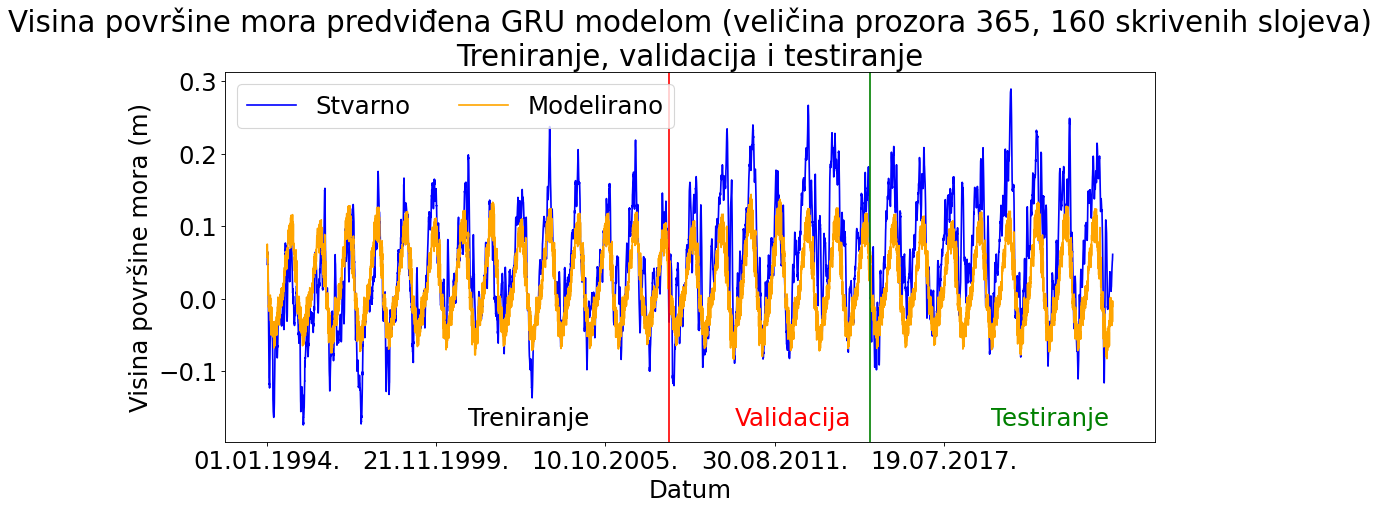 Visina površine mora predviđena GRU modelom (veličina prozora 365, 160 skrivenih slojeva)
Treniranje, validacija i testiranje
Stvarno
Modelirano
Visina površine mora (m)
0.3
0.2
0.1
0.0
−0.1
Treniranje
Validacija
Testiranje
01.01.1994.
21.11.1999.
10.10.2005.
30.08.2011.
19.07.2017.
Datum